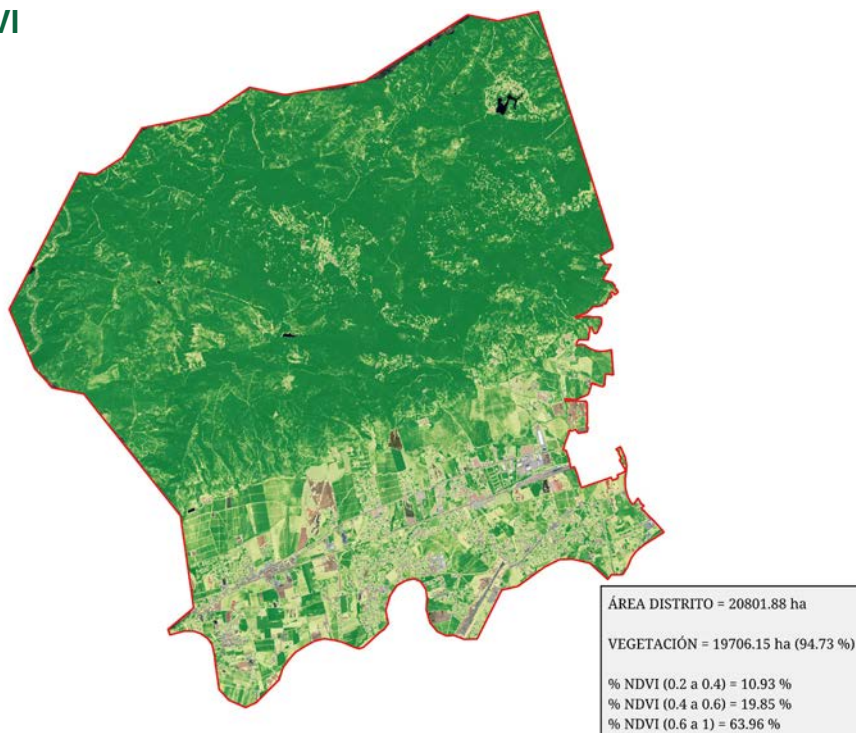 VI
ÁREA DISTRITO = 20801.88 ha
VEGETACIÓN = 19706.15 ha (94.73 %)
% NDVI (0.2 a 0.4) = 10.93 %
% NDVI (0.4 a 0.6) = 19.85 %
% NDVI (0.6 a 1) = 63.96 %